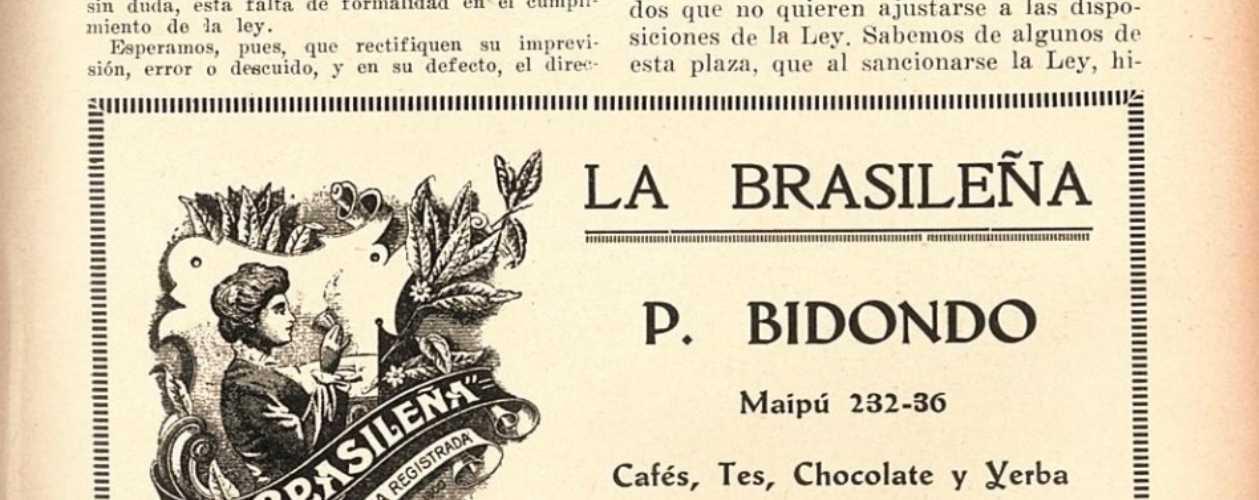 sin duda, esta falta de formalidad en el cumpli-
miento de la ley.
Esperamos, pues, que rectifiquen su imprevi-
sión, error o descuido, y en su defecto, el direc-
dos que no quieren ajustarse a las dispo-
siciones de la Ley. Sabemos de algunos de
esta plaza, que al sancionarse la Ley, hi-
BRASILEÑA"
A REGISTRADA
LA BRASILEÑA
P. BIDONDO
Maipú 232-36
Cafés, Tes, Chocolate y Yerba